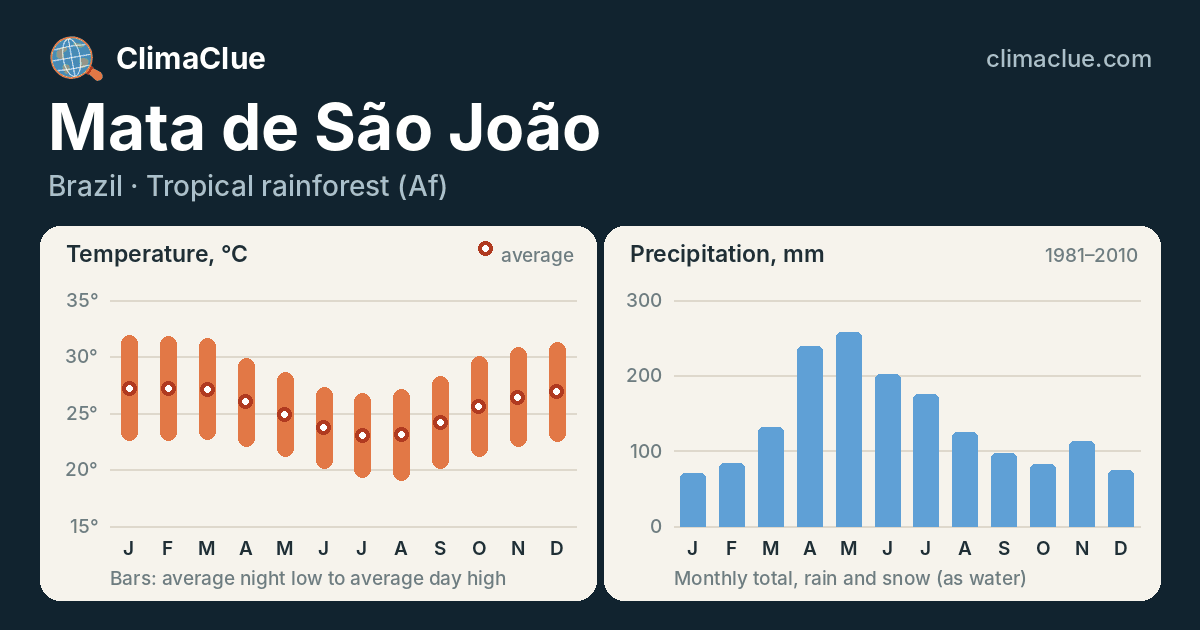 ClimaClue
climaclue.com
Mata de São João
Brazil · Tropical rainforest (Af)
Temperature, °C
average
35°
30°
25°
20°
15°
J F M A M J J A S O N D
Bars: average night low to average day high
Precipitation, mm
1981–2010
300
200
100
0
J F M A M J J A S O N D
Monthly total, rain and snow (as water)